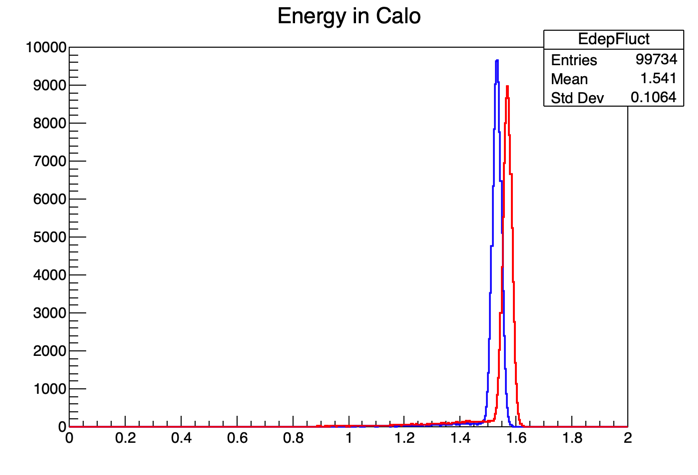 Energy in Calo
EdepFluct
Entries 99734
Mean 1.541
Std Dev 0.1064
10000
9000
8000
7000
6000
5000
4000
3000
2000
1000
0
0 0.2 0.4 0.6 0.8 1 1.2 1.4 1.6 1.8 2